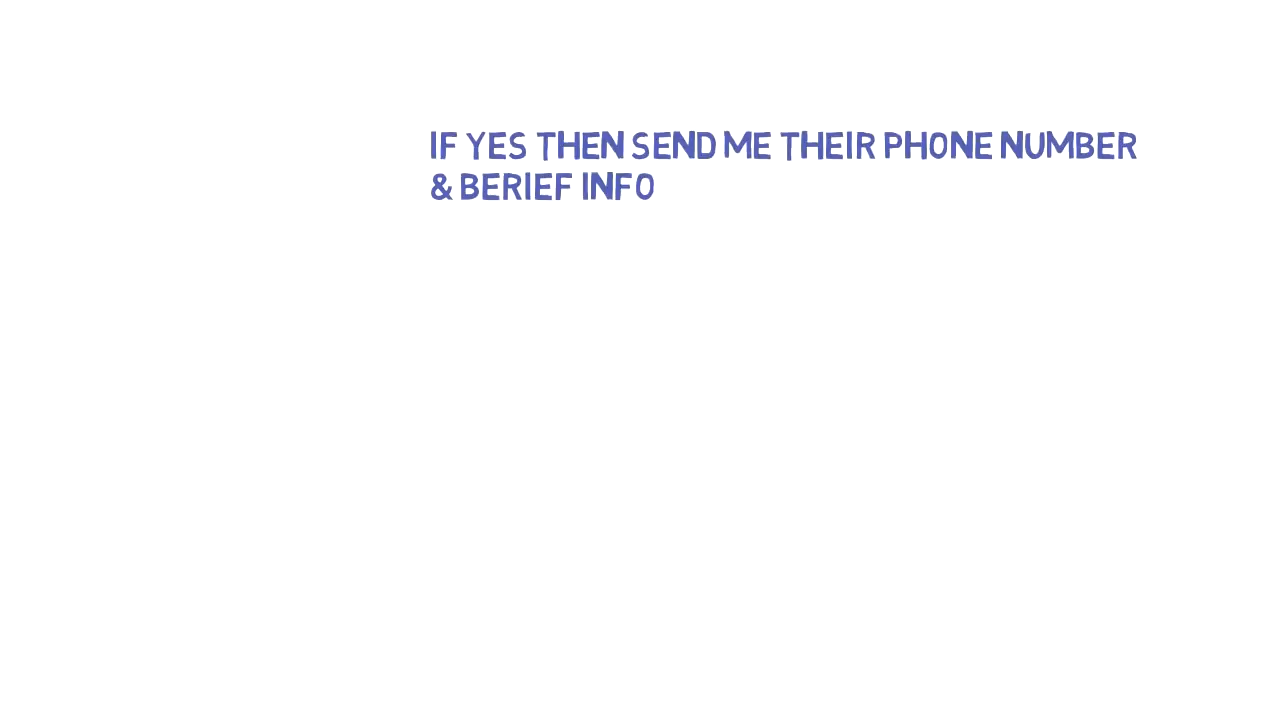 IF YES THEN SEND ME THEIR PHONE NUMBER
& BERIEF INFO